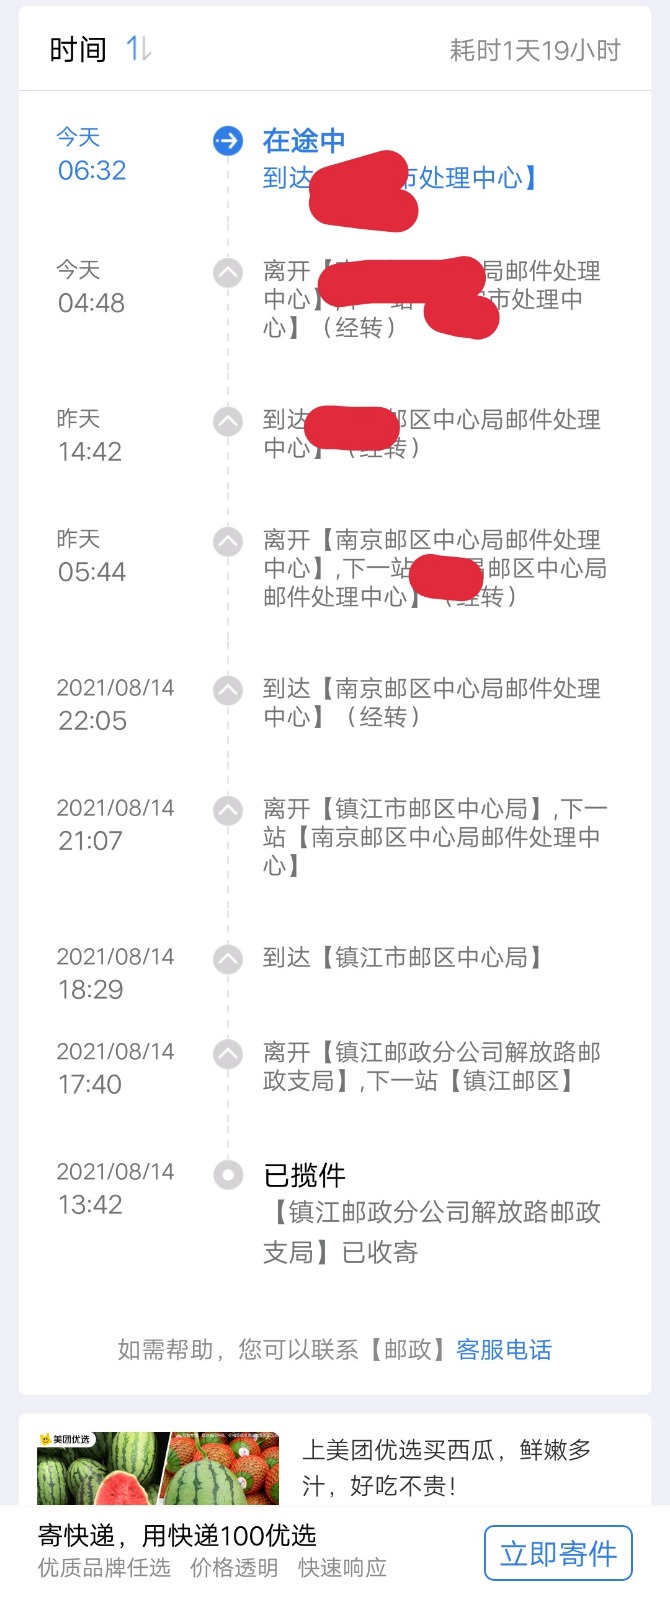 时间
耗时1天19小时
今天
06:32
在途中
到达 市处理中心】
今天
04:48
离开【 局邮件处理
中心】 市处理中
心】（经转）
昨天
14:42
到达 邮区中心局邮件处理
中心】（经转）
昨天
05:44
离开【南京邮区中心局邮件处理
中心】,下一站 邮区中心局
邮件处理中心】（经转）
2021/08/14
22:05
到达【南京邮区中心局邮件处理
中心】（经转）
2021/08/14
21:07
离开【镇江市邮区中心局】,下一
站【南京邮区中心局邮件处理中
心】
2021/08/14
18:29
到达【镇江市邮区中心局】
2021/08/14
17:40
离开【镇江邮政分公司解放路邮
政支局】,下一站【镇江邮区】
2021/08/14
13:42
已揽件
【镇江邮政分公司解放路邮政
支局】已收寄
如需帮助，您可以联系【邮政】客服电话
美团优选
上美团优选买西瓜，鲜嫩多
汁，好吃不贵!
寄快递，用快递100优选
优质品牌任选 价格透明 快速响应
立即寄件